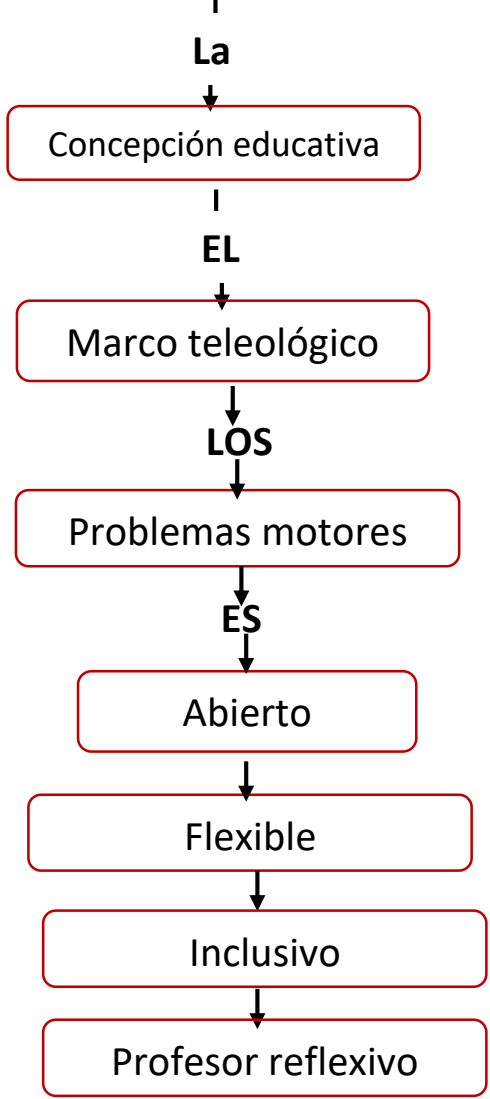 La
Concepción educativa
EL
Marco teleológico
LOS
Problemas motores
ES
Abierto
Flexible
Inclusivo
Profesor reflexivo